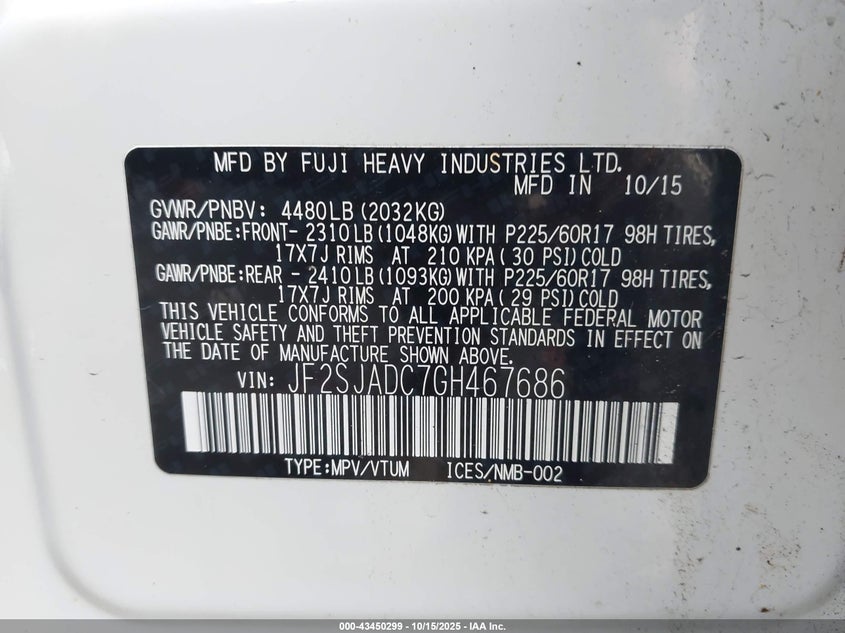 MFD BY FUJI HEAVY INDUSTRIES LTD.
MFD IN 10/15
GVWR/PNBV: 4480LB (2032KG)
GAWR/PNBE:FRONT- 2310LB (1048KG) WITH P225/60R17 98H TIRES,
17X7J RIMS AT 210 KPA ( 30 PSI) COLD
GAWR/PNBE:REAR - 2410LB (1093KG) WITH P225/60R17 98H TIRES,
17X7J RIMS AT 200 KPA ( 29 PSI) COLD
THIS VEHICLE CONFORMS TO ALL APPLICABLE FEDERAL MOTOR
VEHICLE SAFETY AND THEFT PREVENTION STANDARDS IN EFFECT ON
THE DATE OF MANUFACTURE SHOWN ABOVE.
VIN: JF2SJADC7GH467686
TYPE:MPV/VTUM ICES/NMB-002
000-43450299 - 10/15/2025 - IAA Inc.